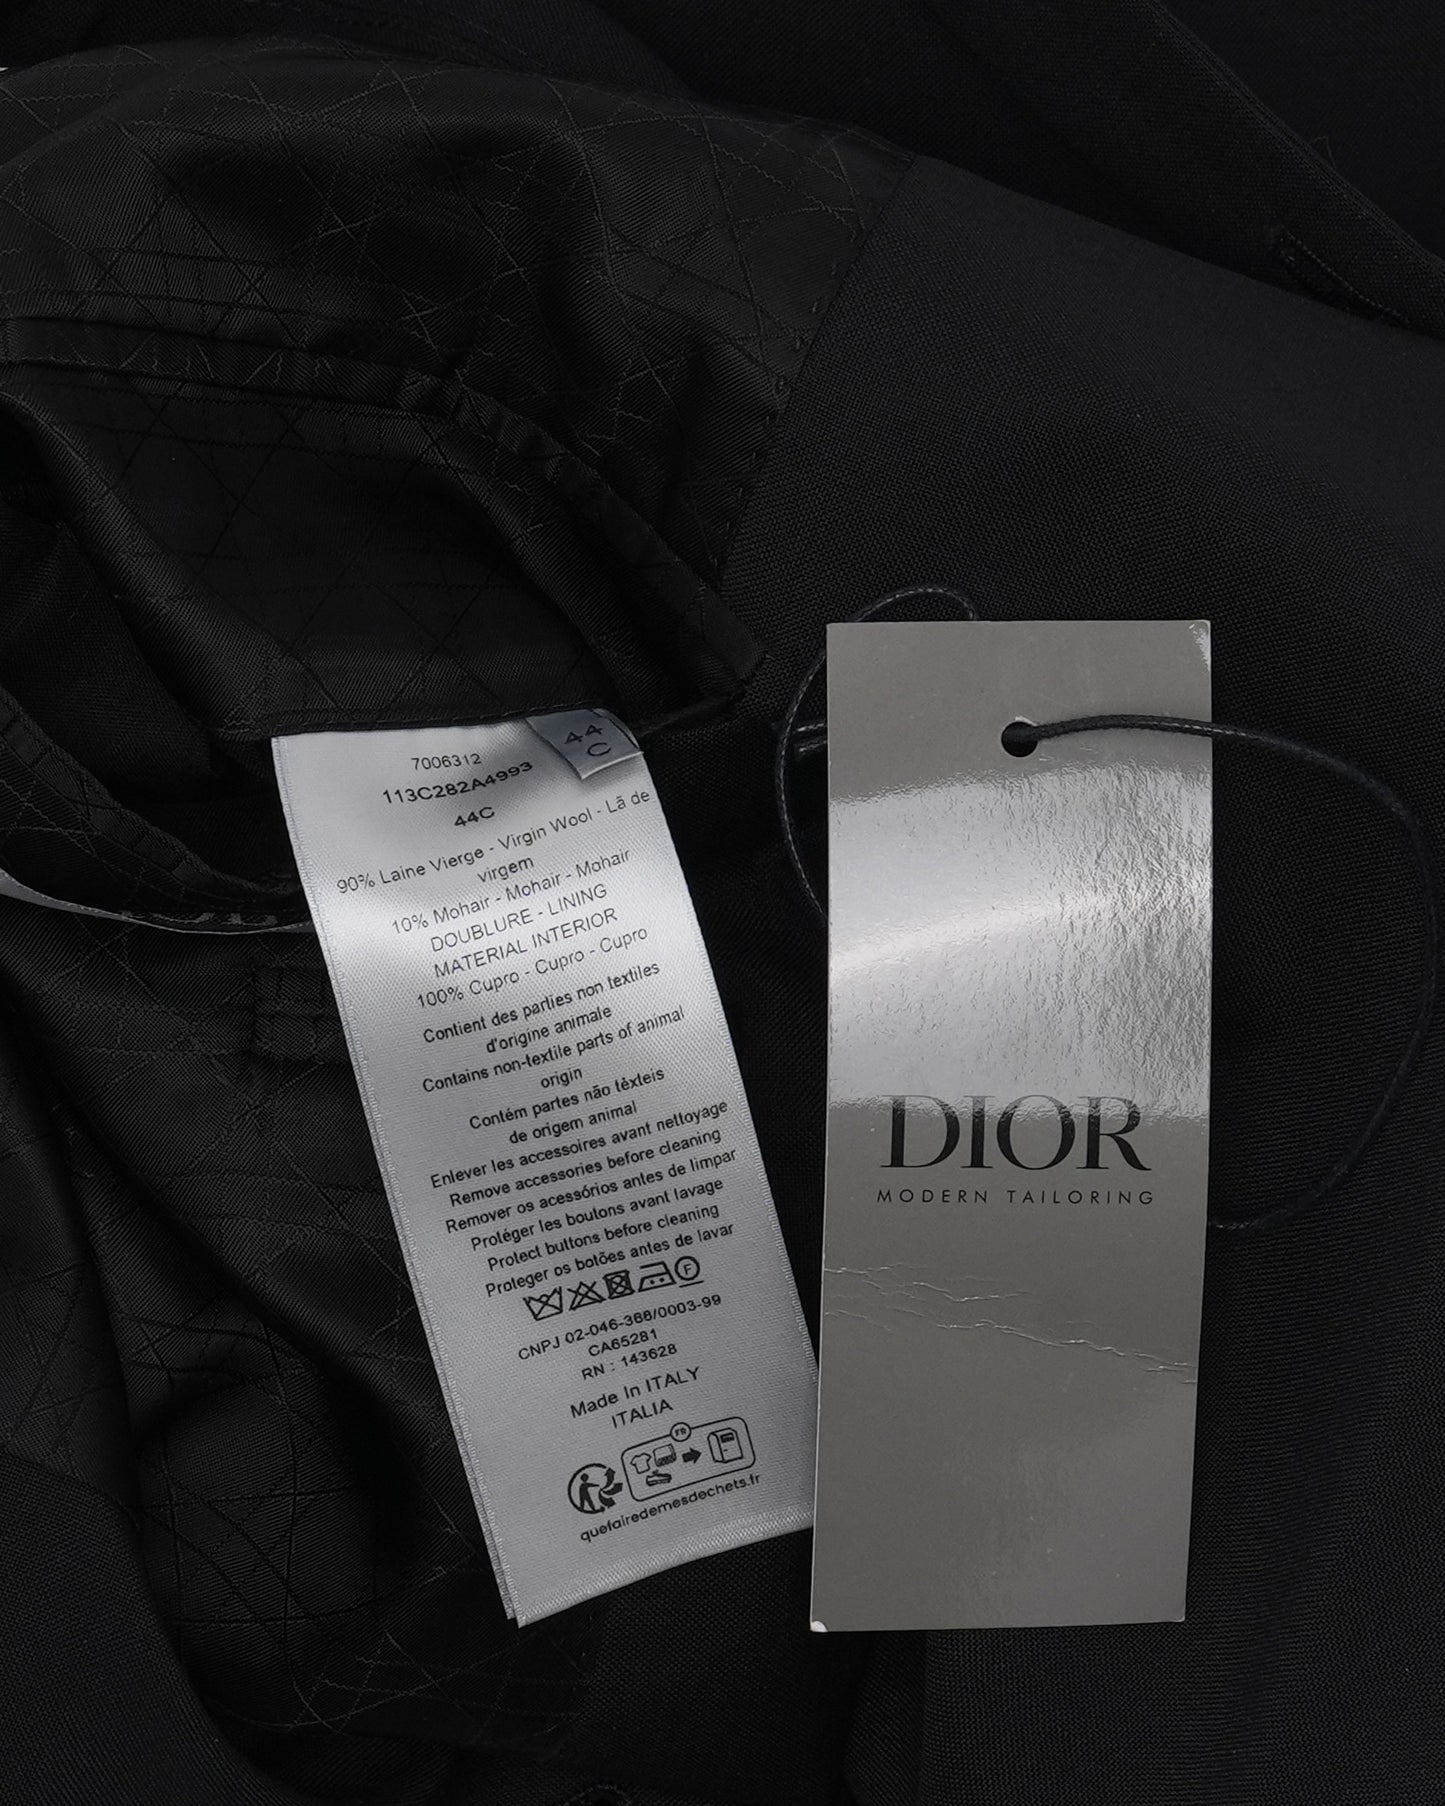 44
C
7006312
113C282A4993
44C
90% Laine Vierge - Virgin Wool - Lã de
virgem
10% Mohair - Mohair - Mohair
DOUBLURE - LINING
MATERIAL INTERIOR
100% Cupro - Cupro - Cupro
Contient des parties non textiles
d'origine animale
Contains non-textile parts of animal
origin
Contém partes não têxteis
de origem animal
Enlever les accessoires avant nettoyage
Remove accessories before cleaning
Remover os acessórios antes de limpar
Protéger les boutons avant lavage
Protect buttons before cleaning
Proteger os botões antes de lavar
F
CNPJ 02-046-366/0003-99
CA65281
RN : 143628
Made In ITALY
ITALIA
FR
quefairedemesdechets.fr
DIOR
MODERN TAILORING